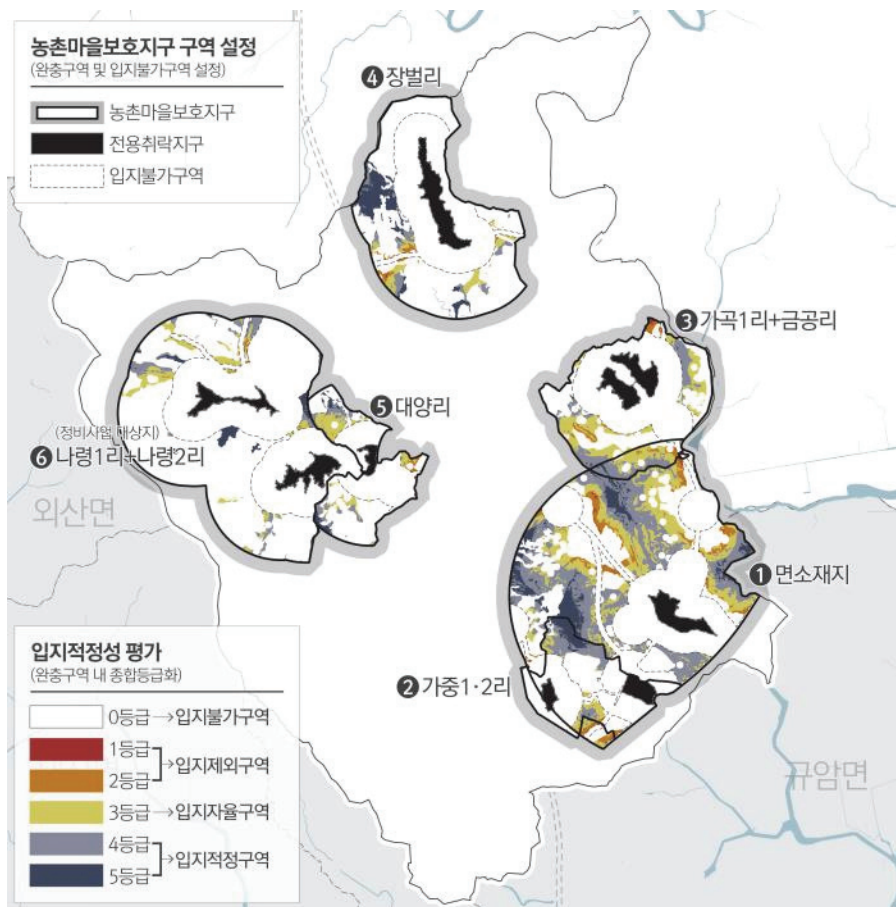 농촌마을보호지구 구역 설정
(완충구역 및 입지불가구역 설정)
농촌마을보호지구
전용취락지구
입지불가구역
❹ 장벌리
❸ 가곡1리+금공리
❺ 대양리
(정비사업 대상지)
❻ 나령1리+나령2리
외산면
❶ 면소재지
❷ 가중1·2리
규암면
입지적정성 평가
(완충구역 내 종합등급화)
0등급 → 입지불가구역
1등급
2등급
→ 입지제외구역
3등급 → 입지자율구역
4등급
5등급
→ 입지적정구역